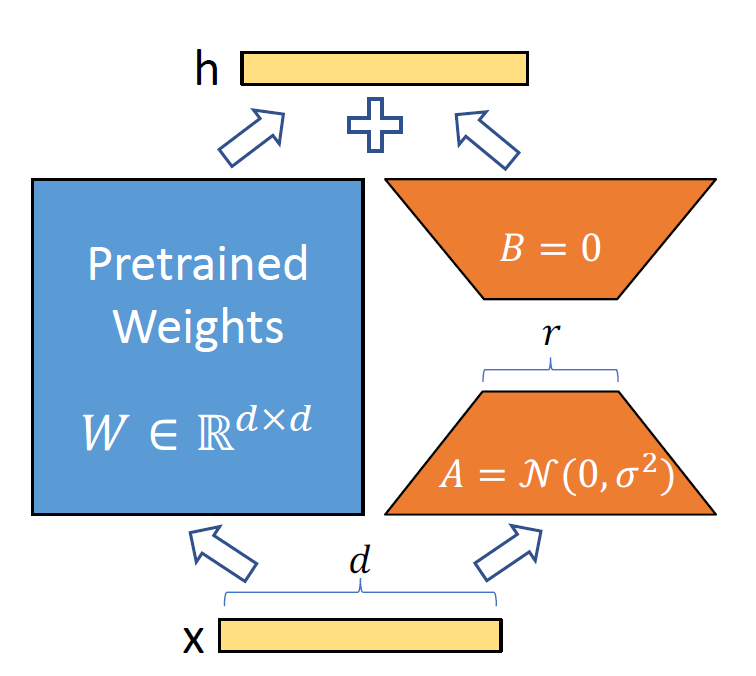 h
Pretrained
Weights
W ∈ ℝ^{d×d}
B = 0
r
A = 𝒩(0, σ²)
d
x